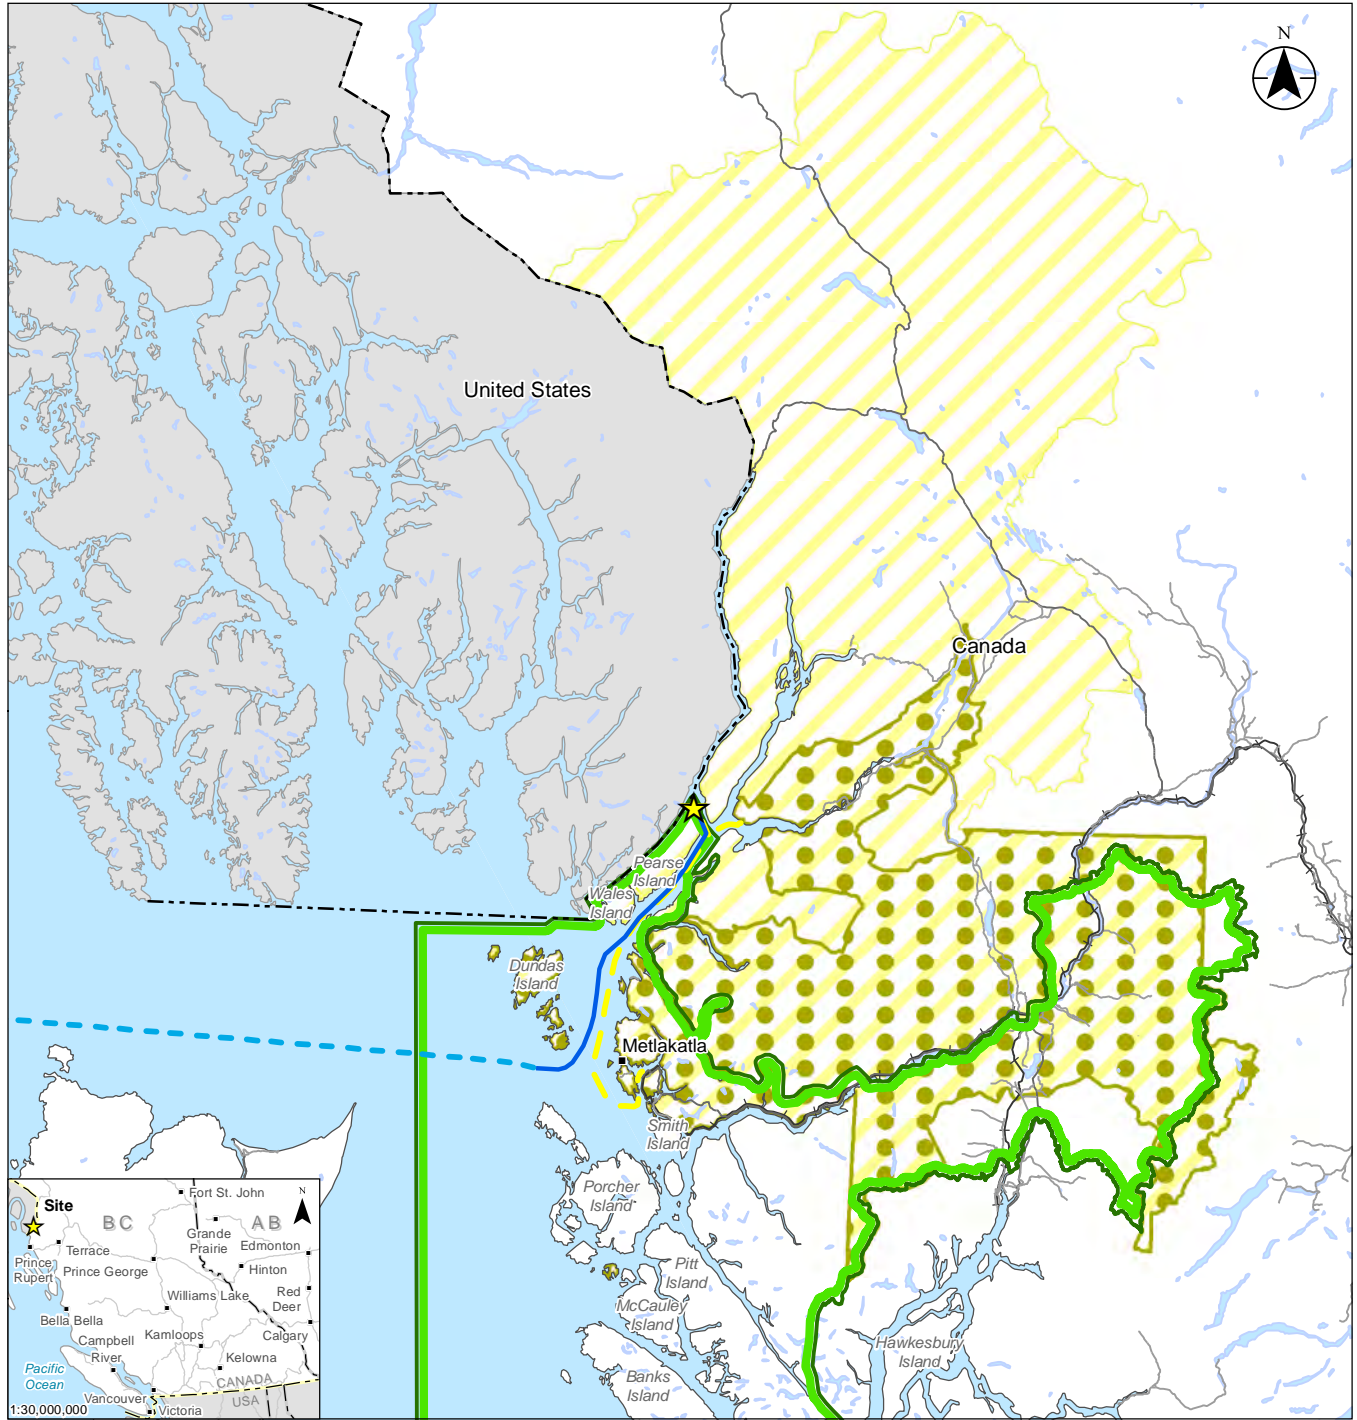 N
United States
Canada
Pearse
Island
Wales
Island
Dundas
Island
Metlakatla
Smith
Island
Porcher
Island
Pitt
Island
McCauley
Island
Banks
Island
Hawkesbury
Island
N
Site
Fort St. John
BC
AB
Grande
Prairie
Edmonton
Terrace
Prince
Rupert
Prince George
Hinton
Williams Lake
Red
Deer
Bella Bella
Campbell
River
Kamloops
Calgary
Kelowna
Pacific
Ocean
Vancouver
CANADA
USA
Victoria
1:30,000,000